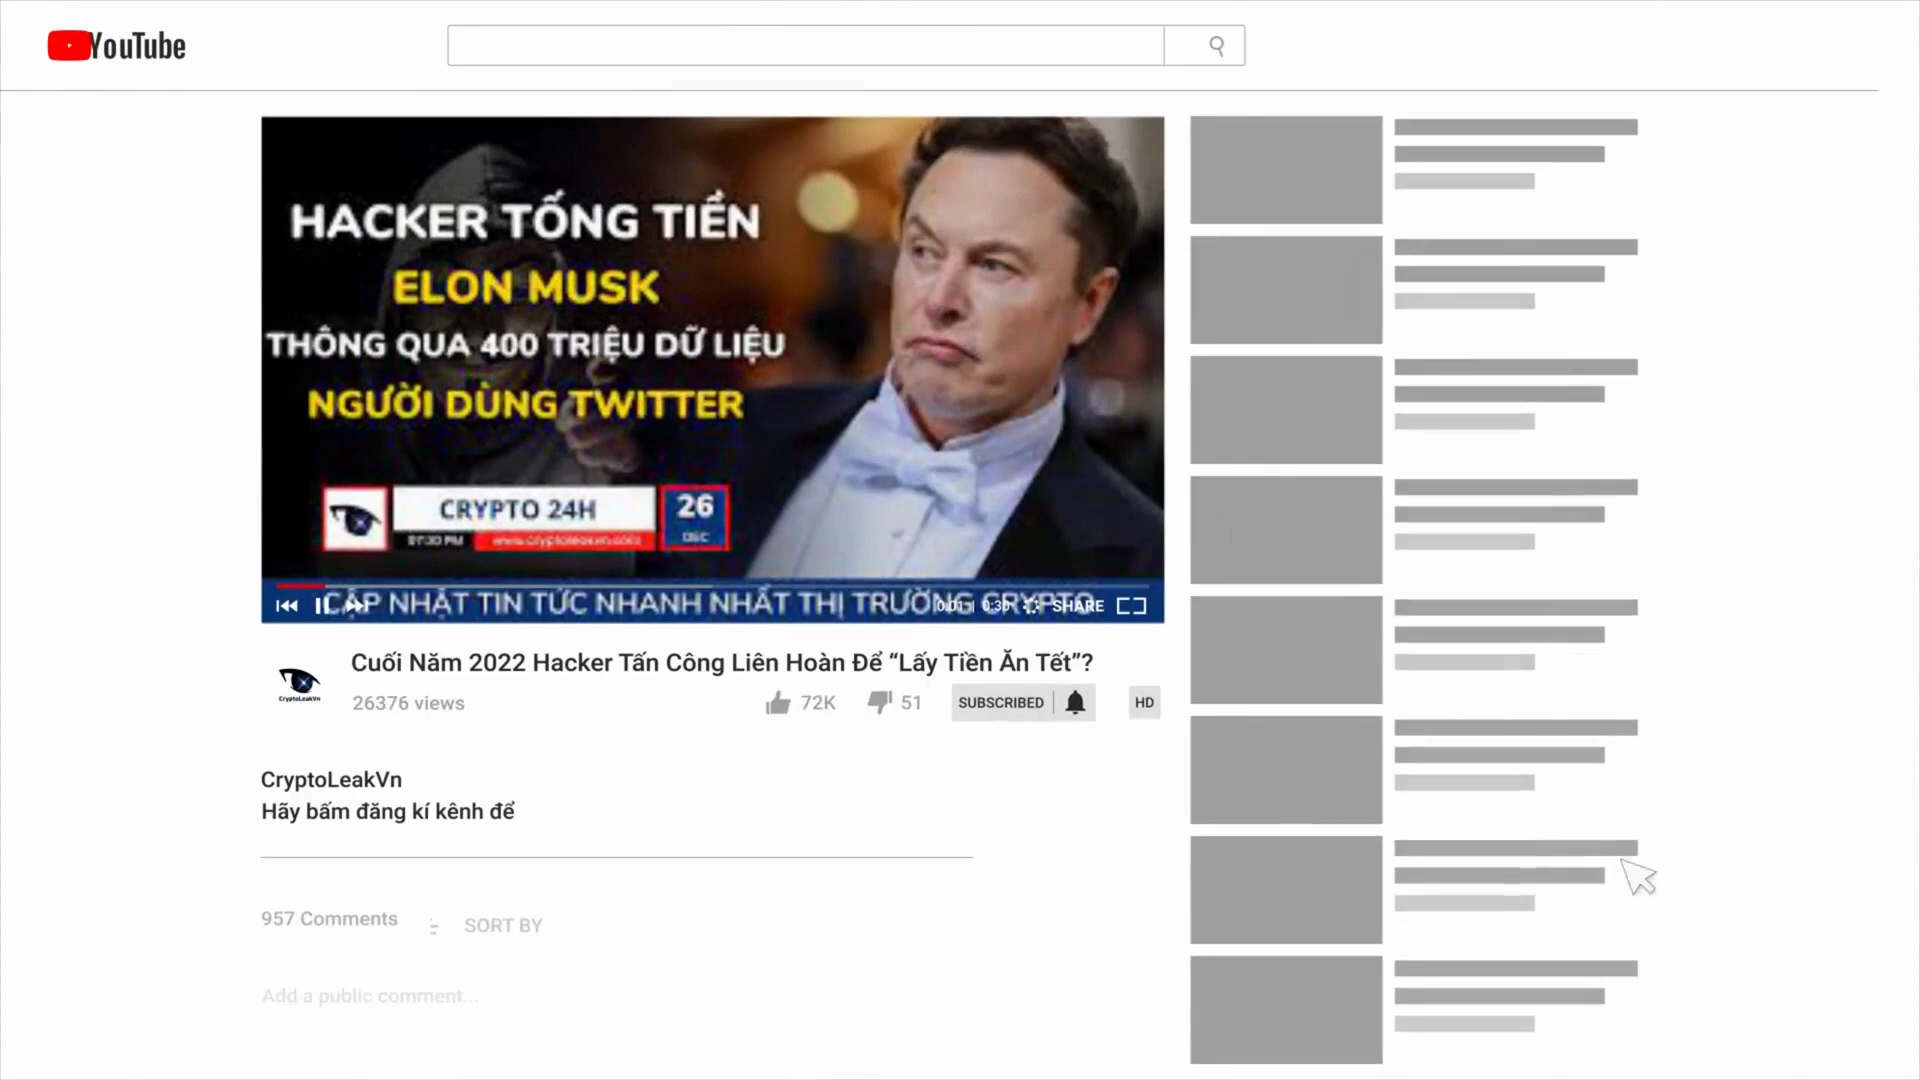 YouTube
HACKER TỐNG TIỀN
ELON MUSK
THÔNG QUA 400 TRIỆU DỮ LIỆU
NGƯỜI DÙNG TWITTER
CRYPTO 24H
26
DEC
07:30 PM
www.cryptoleakvn.com
CẬP NHẬT TIN TỨC NHANH NHẤT THỊ TRƯỜNG CRYPTO
0:01 | 0:30
SHARE
Cuối Năm 2022 Hacker Tấn Công Liên Hoàn Để “Lấy Tiền Ăn Tết”?
CryptoLeakVn
26376 views
72K
51
SUBSCRIBED
HD
CryptoLeakVn
Hãy bấm đăng kí kênh để
957 Comments
SORT BY
Add a public comment...